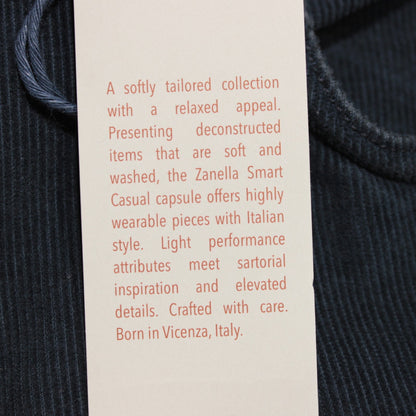 A softly tailored collection
with a relaxed appeal.
Presenting deconstructed
items that are soft and
washed, the Zanella Smart
Casual capsule offers highly
wearable pieces with Italian
style. Light performance
attributes meet sartorial
inspiration and elevated
details. Crafted with care.
Born in Vicenza, Italy.